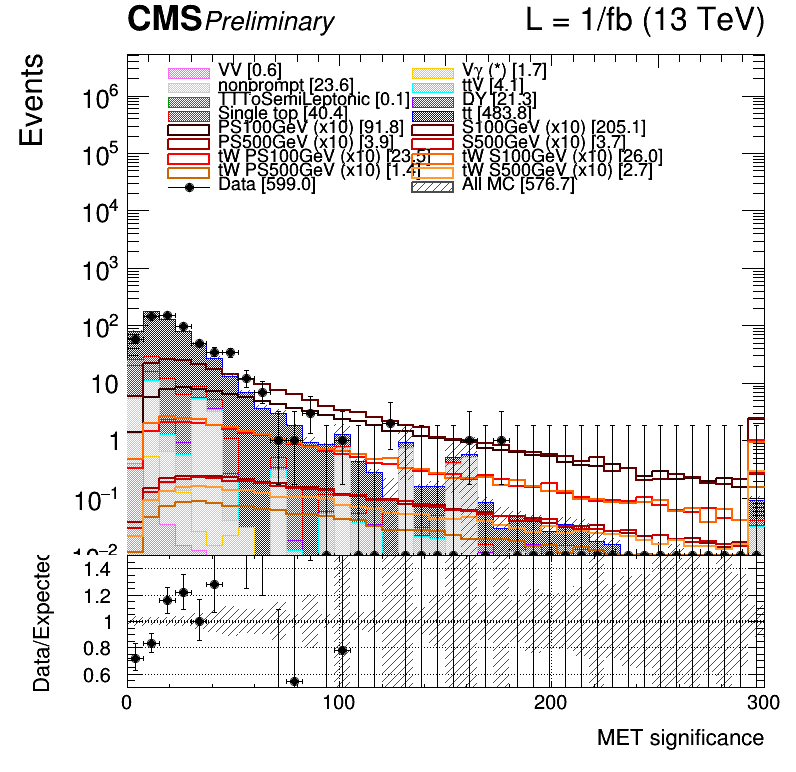 CMS Preliminary L = 1/fb (13 TeV)
Events
VV [0.6] Vγ (*) [1.7]
nonprompt [23.6] ttV [4.1]
TTToSemiLeptonic [0.1] DY [21.3]
Single top [40.4] tt [483.8]
PS100GeV (x10) [91.8] S100GeV (x10) [205.1]
PS500GeV (x10) [3.9] S500GeV (x10) [3.7]
tW PS100GeV (x10) [23.5] tW S100GeV (x10) [26.0]
tW PS500GeV (x10) [1.4] tW S500GeV (x10) [2.7]
Data [599.0] All MC [576.7]
10⁶
10⁵
10⁴
10³
10²
10
1
10⁻¹
10⁻²
Data/Expected
1.4
1.2
1
0.8
0.6
0 100 200 300
MET significance